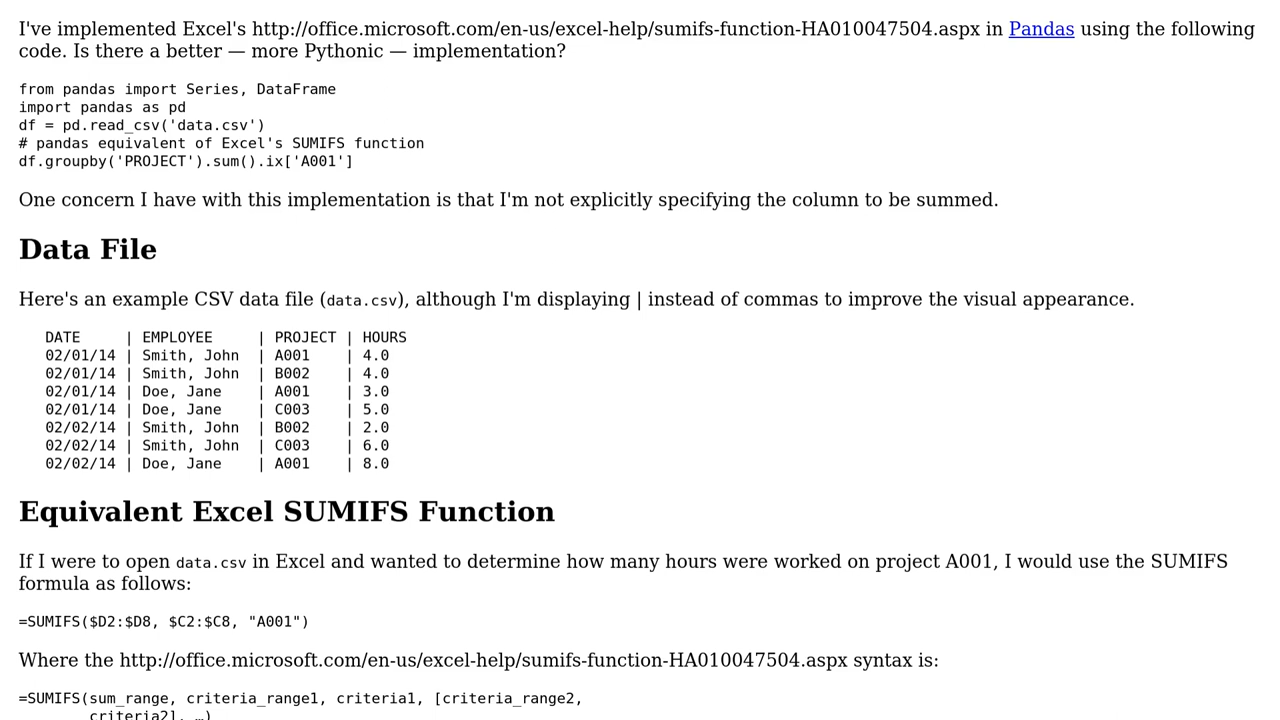 I've implemented Excel's http://office.microsoft.com/en-us/excel-help/sumifs-function-HA010047504.aspx in Pandas using the following
code. Is there a better — more Pythonic — implementation?
from pandas import Series, DataFrame
import pandas as pd
df = pd.read_csv('data.csv')
# pandas equivalent of Excel's SUMIFS function
df.groupby('PROJECT').sum().ix['A001']
One concern I have with this implementation is that I'm not explicitly specifying the column to be summed.
Data File
Here's an example CSV data file (data.csv), although I'm displaying | instead of commas to improve the visual appearance.
DATE     | EMPLOYEE     | PROJECT | HOURS
02/01/14 | Smith, John  | A001    | 4.0
02/01/14 | Smith, John  | B002    | 4.0
02/01/14 | Doe, Jane    | A001    | 3.0
02/01/14 | Doe, Jane    | C003    | 5.0
02/02/14 | Smith, John  | B002    | 2.0
02/02/14 | Smith, John  | C003    | 6.0
02/02/14 | Doe, Jane    | A001    | 8.0
Equivalent Excel SUMIFS Function
If I were to open data.csv in Excel and wanted to determine how many hours were worked on project A001, I would use the SUMIFS
formula as follows:
=SUMIFS($D2:$D8, $C2:$C8, "A001")
Where the http://office.microsoft.com/en-us/excel-help/sumifs-function-HA010047504.aspx syntax is:
=SUMIFS(sum_range, criteria_range1, criteria1, [criteria_range2,
criteria2], …)